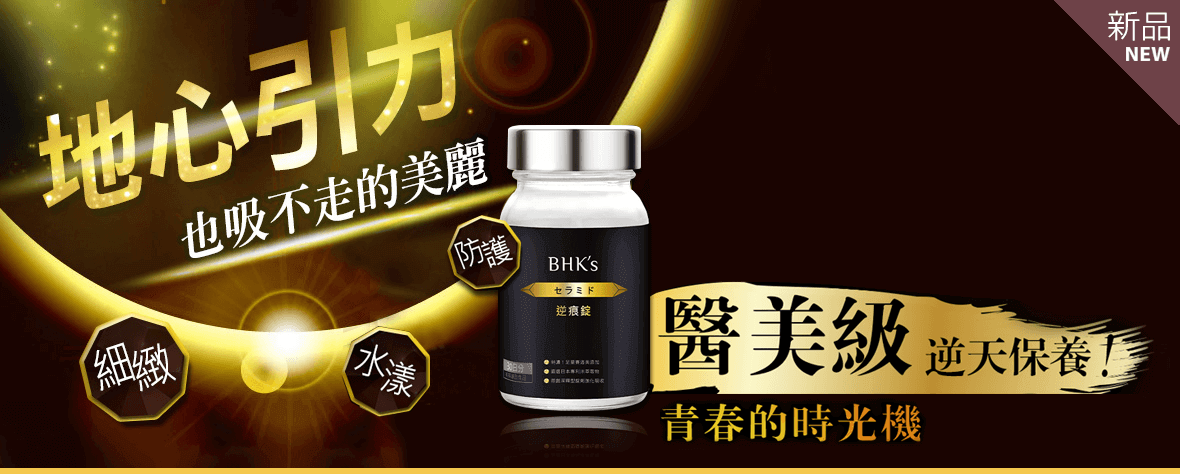 新品
NEW
地心引力
也吸不走的美麗
防護
細緻
水漾
BHK's
セラミド
逆痕錠
醫美級 逆天保養!
青春的時光機